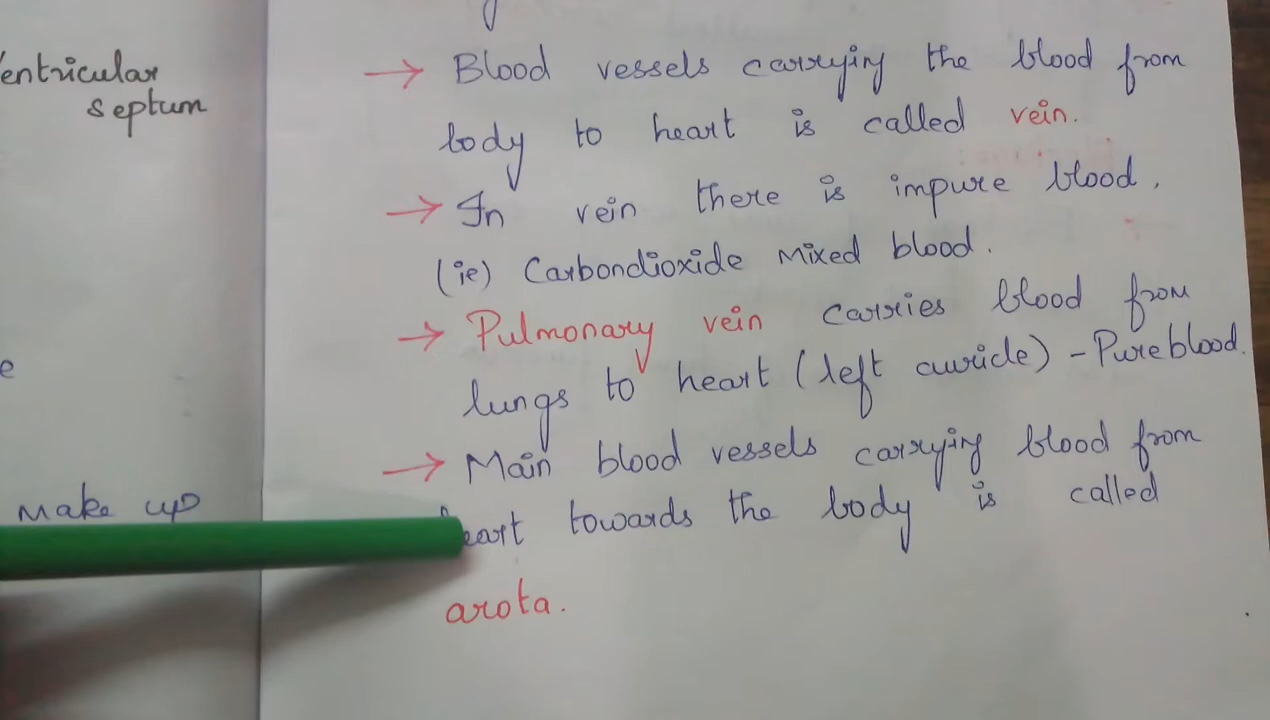 entricular
septum
e
Make up
→ Blood vessels carrying the blood from
body to heart is called vein.
→ In vein there is impure blood.
(ie) Carbondioxide mixed blood.
→ Pulmonary vein carries blood from
lungs to heart (left auricle) - Pure blood.
→ Main blood vessels carrying blood from
heart towards the body is called
arota.